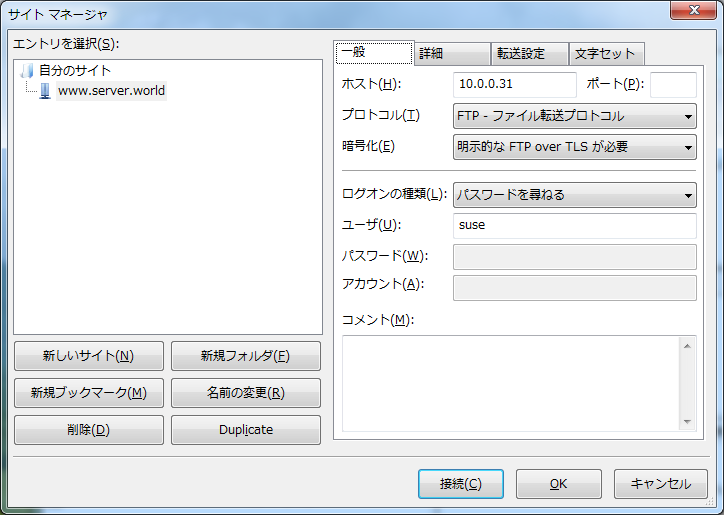 サイト マネージャ
エントリを選択(S):
自分のサイト
www.server.world
新しいサイト(N)
新規フォルダ(F)
新規ブックマーク(M)
名前の変更(R)
削除(D)
Duplicate
一般
詳細
転送設定
文字セット
ホスト(H):
10.0.0.31
ポート(P):
プロトコル(T)
FTP - ファイル転送プロトコル
暗号化(E)
明示的な FTP over TLS が必要
ログオンの種類(L):
パスワードを尋ねる
ユーザ(U):
suse
パスワード(W):
アカウント(A):
コメント(M):
接続(C)
OK
キャンセル